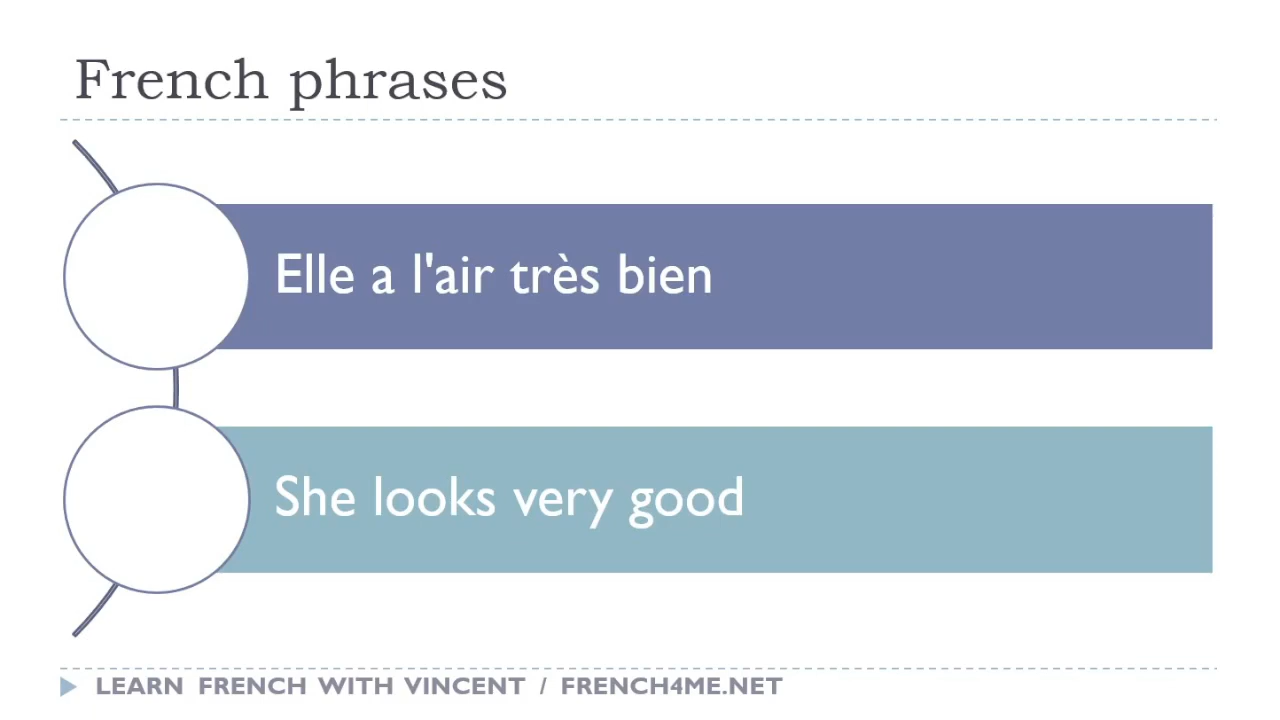 French phrases
Elle a l'air très bien
She looks very good
LEARN FRENCH WITH VINCENT / FRENCH4ME.NET